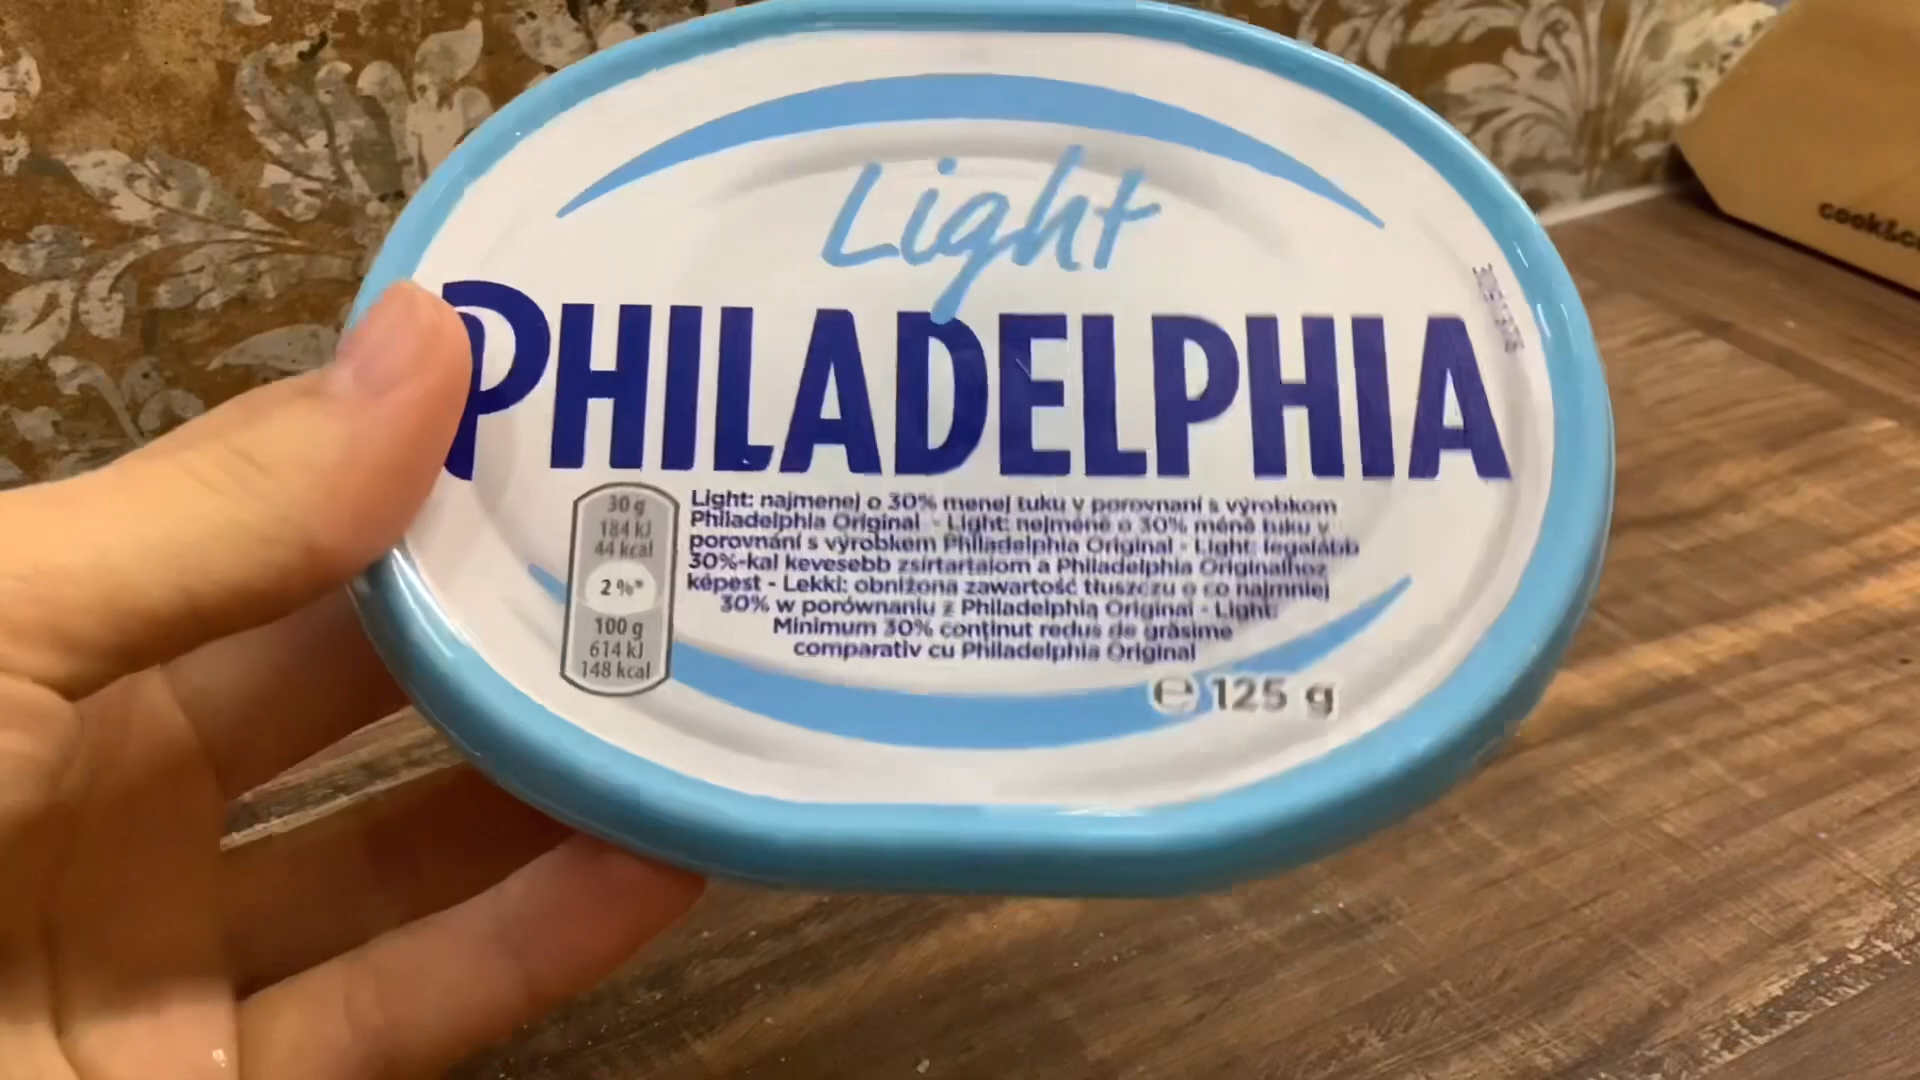 Light
PHILADELPHIA
30 g
184 kJ
44 kcal
2 %*
100 g
614 kJ
148 kcal
Light: najmenej o 30% menej tuku v porovnaní s výrobkom
Philadelphia Original - Light: nejméně o 30% méně tuku v
porovnání s výrobkem Philadelphia Original - Light: legalább
30%-kal kevesebb zsírtartalom a Philadelphia Originalhoz
képest - Lekki: obniżona zawartość tłuszczu o co najmniej
30% w porównaniu z Philadelphia Original - Light:
Minimum 30% conținut redus de grăsime
comparativ cu Philadelphia Original
℮ 125 g